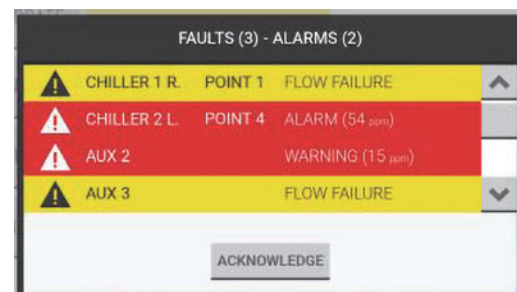 FAULTS (3) - ALARMS (2)
CHILLER 1 R. POINT 1 FLOW FAILURE
CHILLER 2 L. POINT 4 ALARM (54 ppm)
AUX 2 WARNING (15 ppm)
AUX 3 FLOW FAILURE
ACKNOWLEDGE